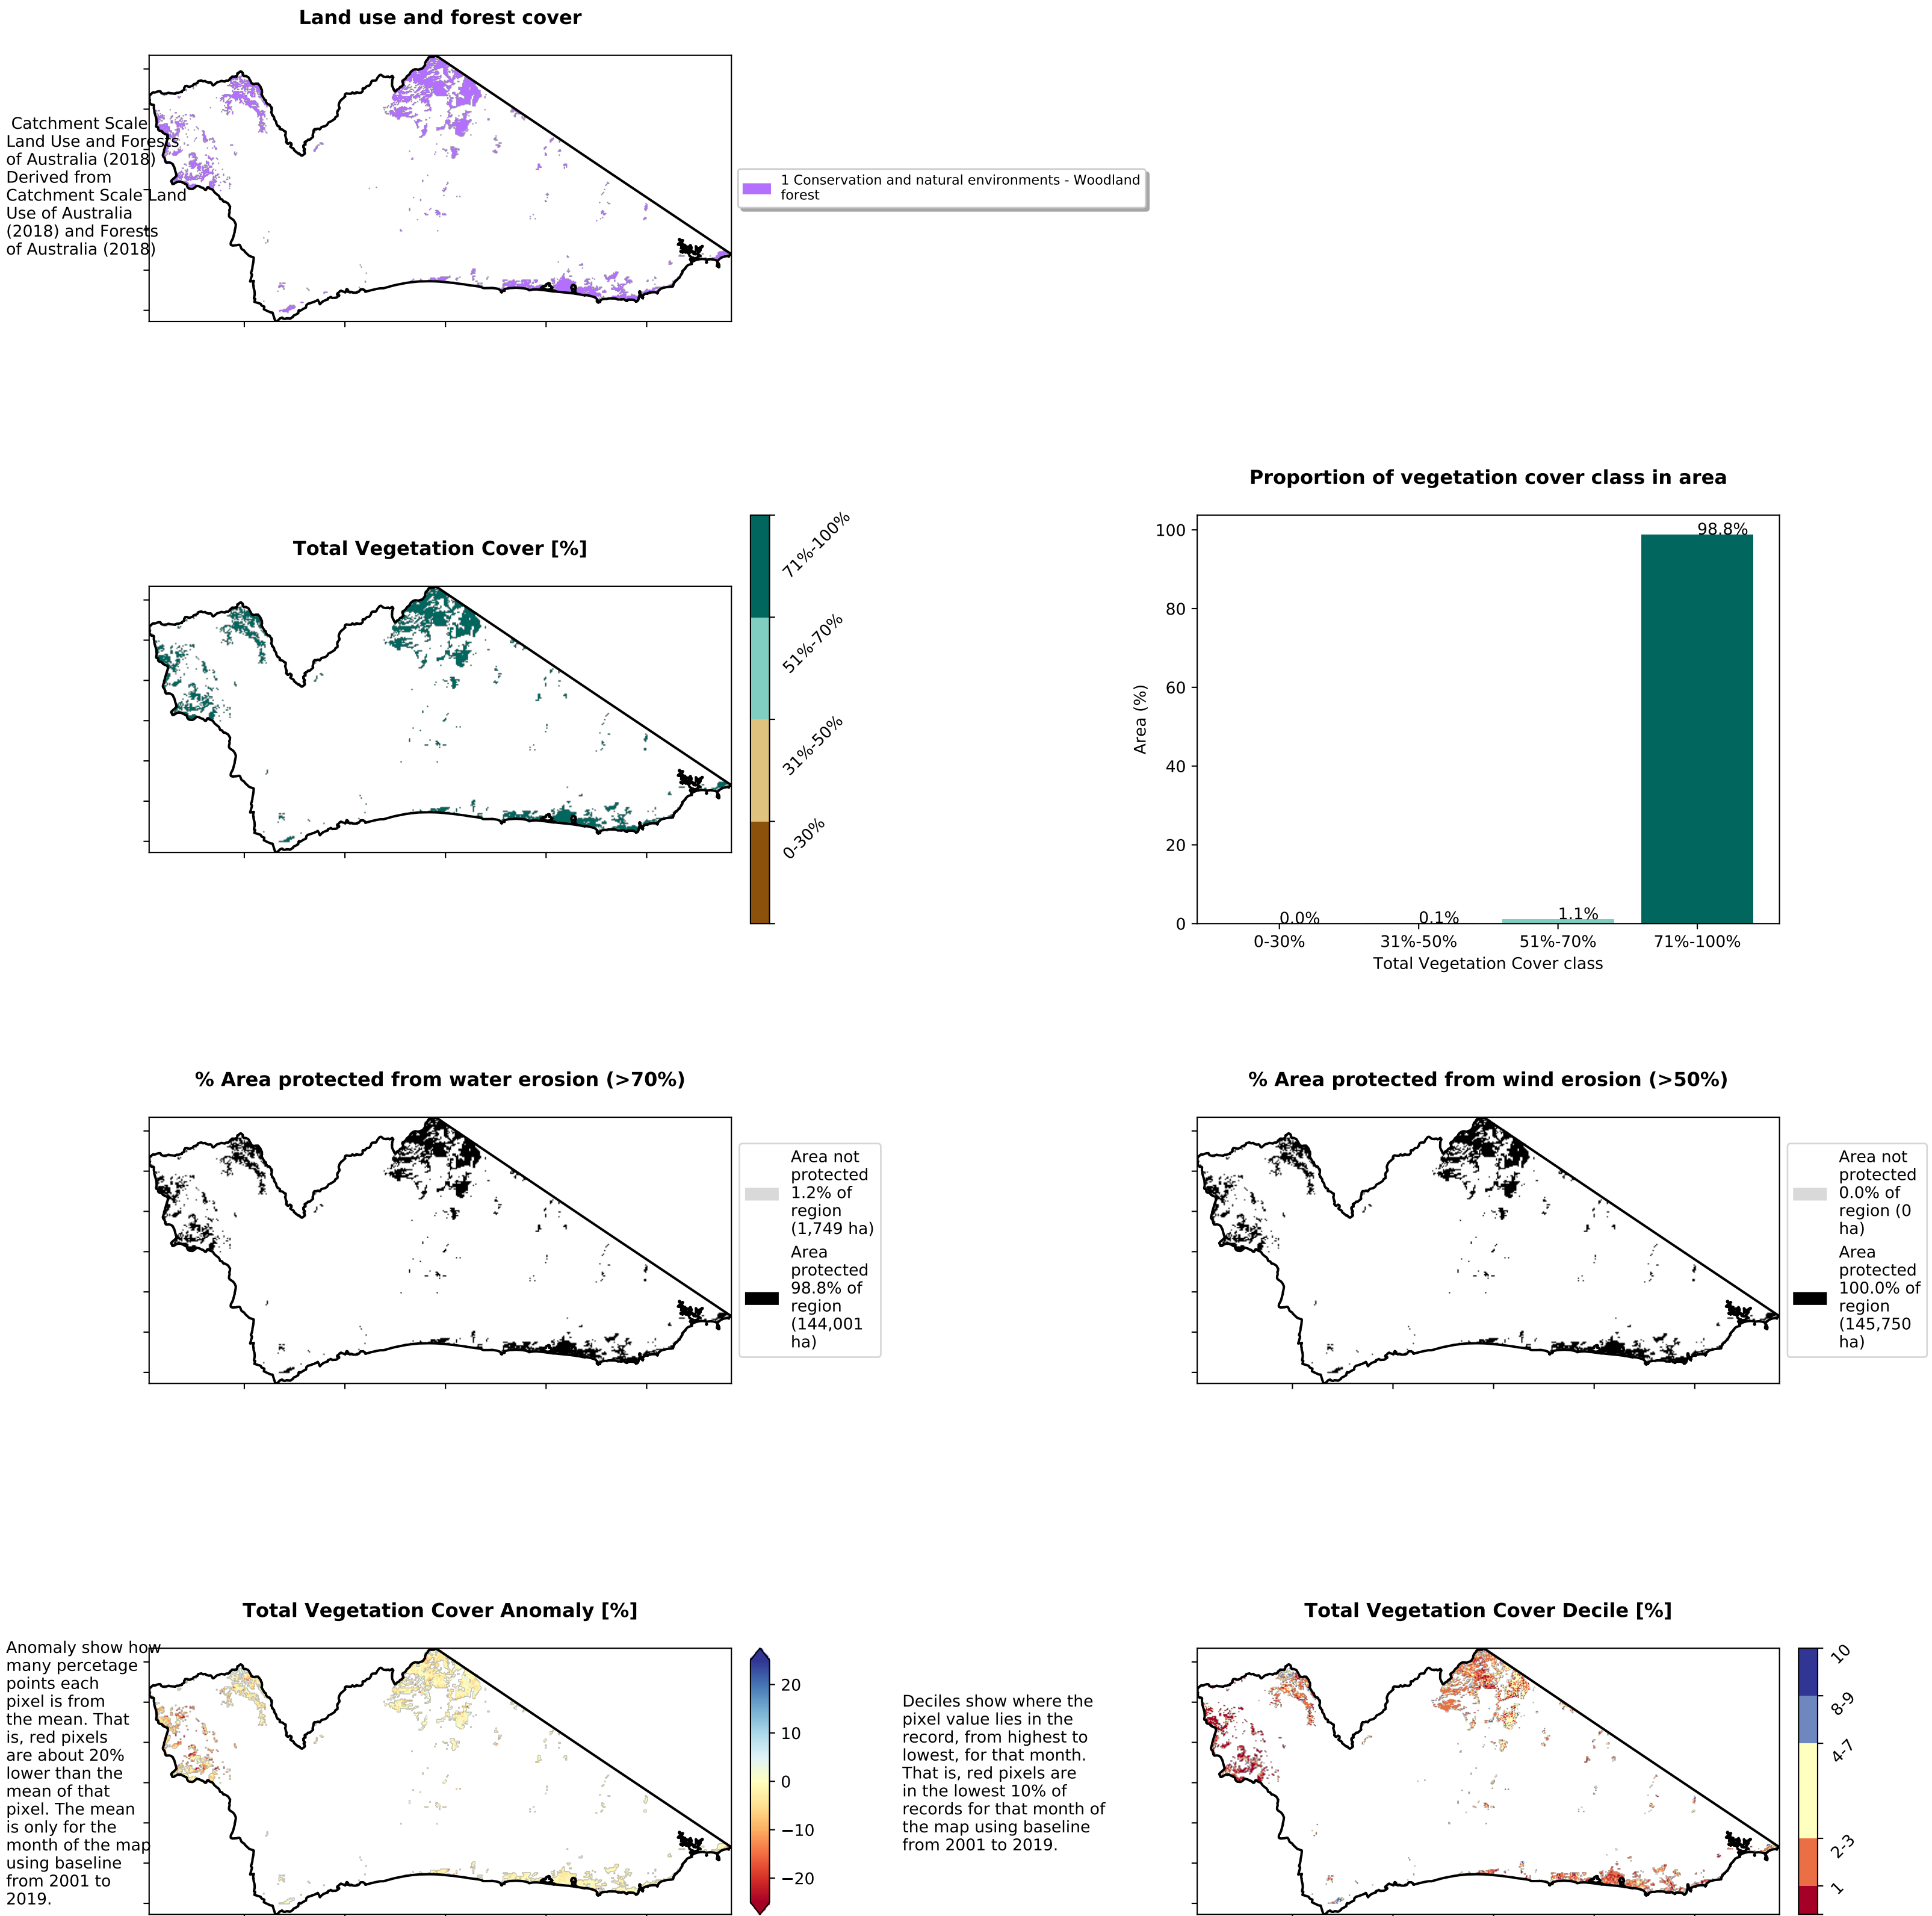 Land use and forest cover
Catchment Scale
Land Use and Forests
of Australia (2018)
Derived from
Catchment Scale Land
Use of Australia
(2018) and Forests
of Australia (2018)
1 Conservation and natural environments - Woodland
forest
Total Vegetation Cover [%]
71%-100%
51%-70%
31%-50%
0-30%
Proportion of vegetation cover class in area
Area (%)
100
80
60
40
20
0
0.0%
0.1%
1.1%
98.8%
0-30%
31%-50%
51%-70%
71%-100%
Total Vegetation Cover class
% Area protected from water erosion (>70%)
Area not
protected
1.2% of
region
(1,749 ha)
Area
protected
98.8% of
region
(144,001
ha)
% Area protected from wind erosion (>50%)
Area not
protected
0.0% of
region (0
ha)
Area
protected
100.0% of
region
(145,750
ha)
Total Vegetation Cover Anomaly [%]
Anomaly show how
many percetage
points each
pixel is from
the mean. That
is, red pixels
are about 20%
lower than the
mean of that
pixel. The mean
is only for the
month of the map
using baseline
from 2001 to
2019.
20
10
0
−10
−20
Total Vegetation Cover Decile [%]
Deciles show where the
pixel value lies in the
record, from highest to
lowest, for that month.
That is, red pixels are
in the lowest 10% of
records for that month of
the map using baseline
from 2001 to 2019.
10
8-9
4-7
2-3
1